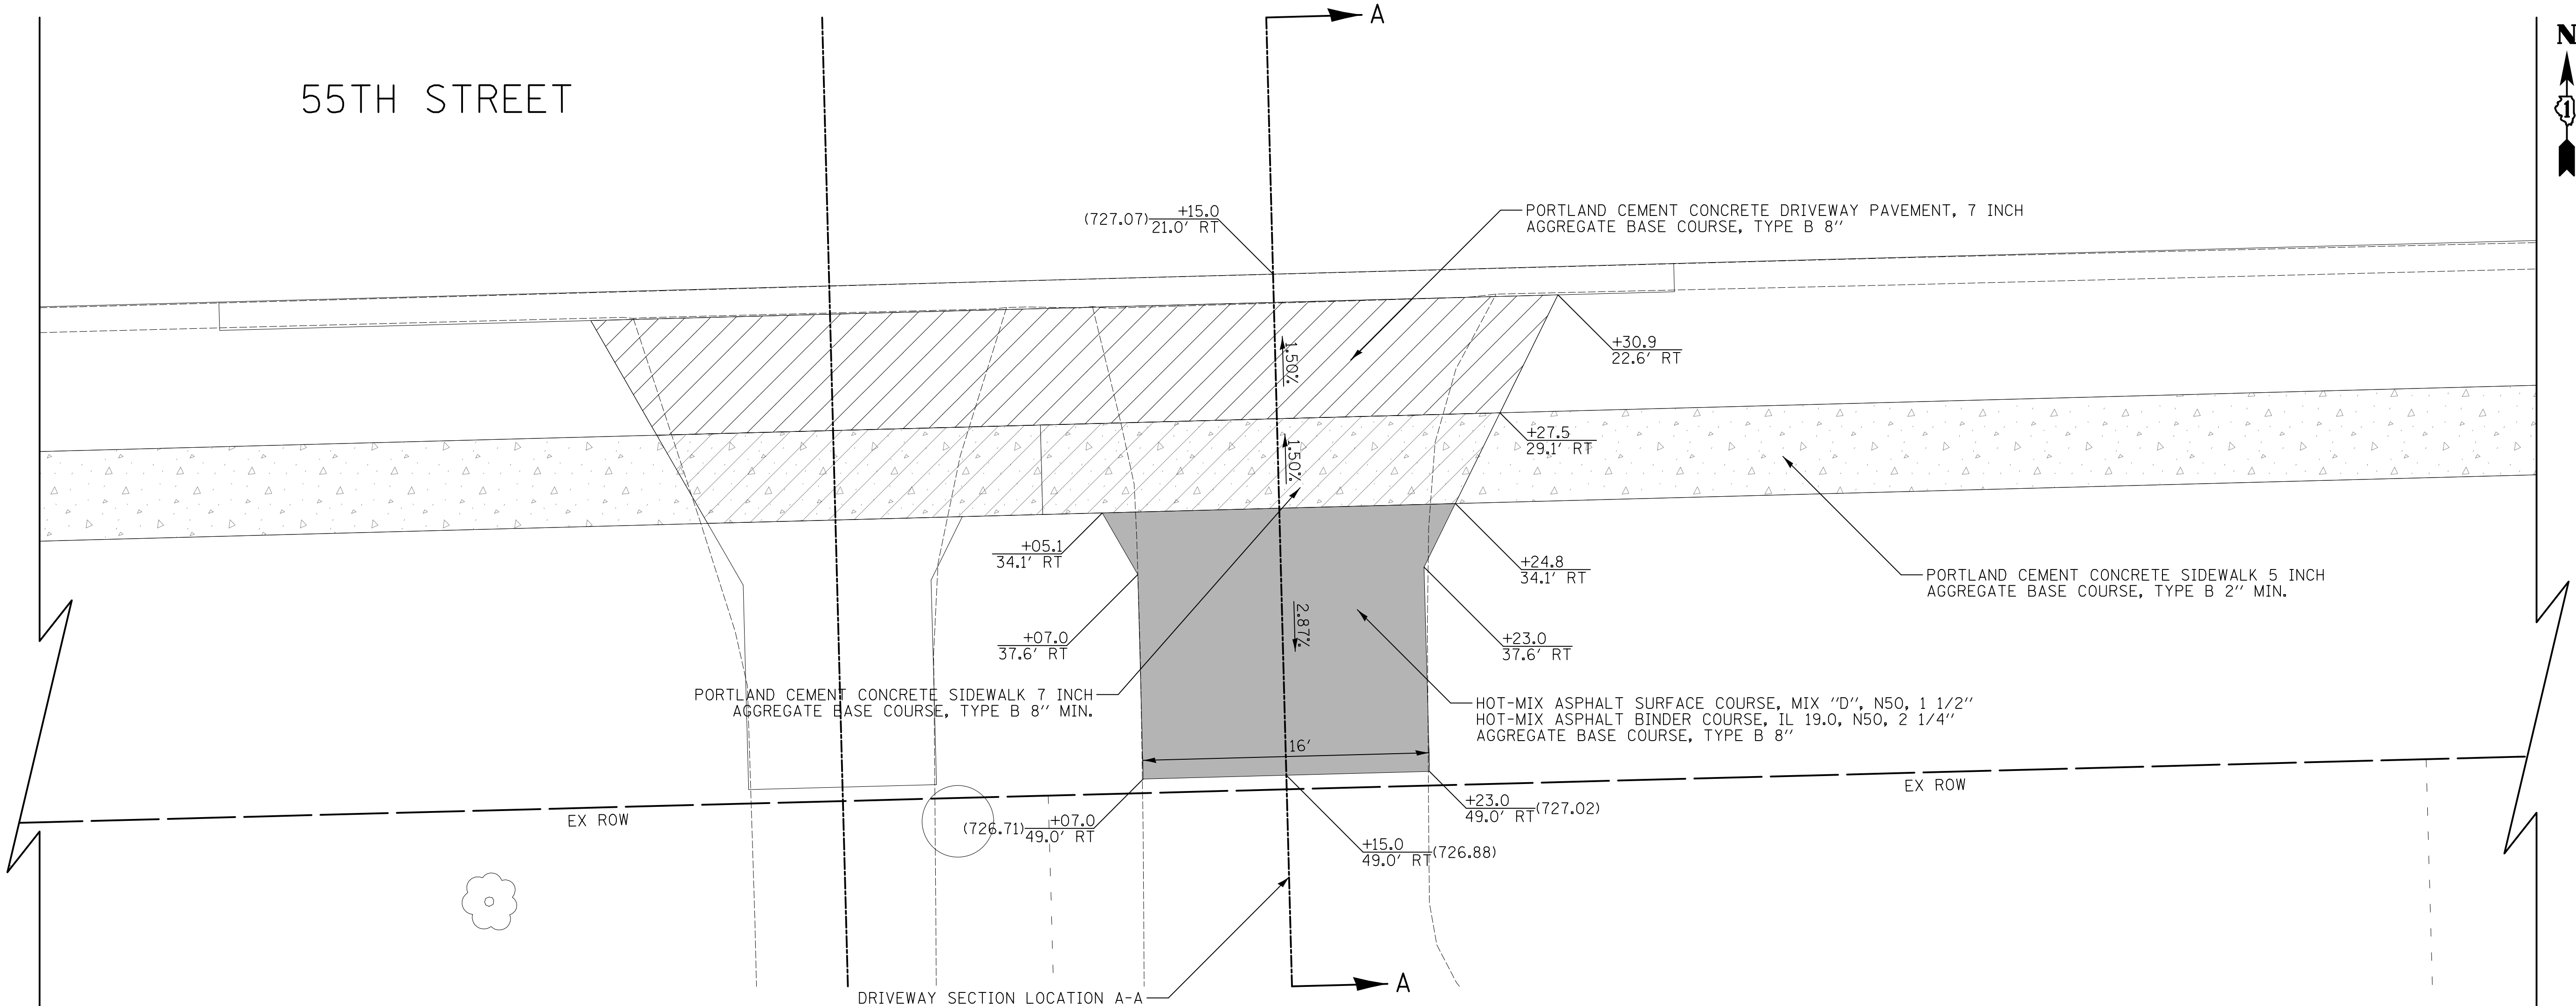 A
N
1
55TH STREET
(727.07) +15.0
21.0' RT
PORTLAND CEMENT CONCRETE DRIVEWAY PAVEMENT, 7 INCH
AGGREGATE BASE COURSE, TYPE B 8"
1.50%
+30.9
22.6' RT
1.50%
+27.5
29.1' RT
+05.1
34.1' RT
+24.8
34.1' RT
PORTLAND CEMENT CONCRETE SIDEWALK 5 INCH
AGGREGATE BASE COURSE, TYPE B 2" MIN.
2.87%
+07.0
37.6' RT
+23.0
37.6' RT
PORTLAND CEMENT CONCRETE SIDEWALK 7 INCH
AGGREGATE BASE COURSE, TYPE B 8" MIN.
HOT-MIX ASPHALT SURFACE COURSE, MIX "D", N50, 1 1/2"
HOT-MIX ASPHALT BINDER COURSE, IL 19.0, N50, 2 1/4"
AGGREGATE BASE COURSE, TYPE B 8"
16'
EX ROW
EX ROW
(726.71) +07.0
49.0' RT
+23.0 (727.02)
49.0' RT
+15.0 (726.88)
49.0' RT
A
DRIVEWAY SECTION LOCATION A-A